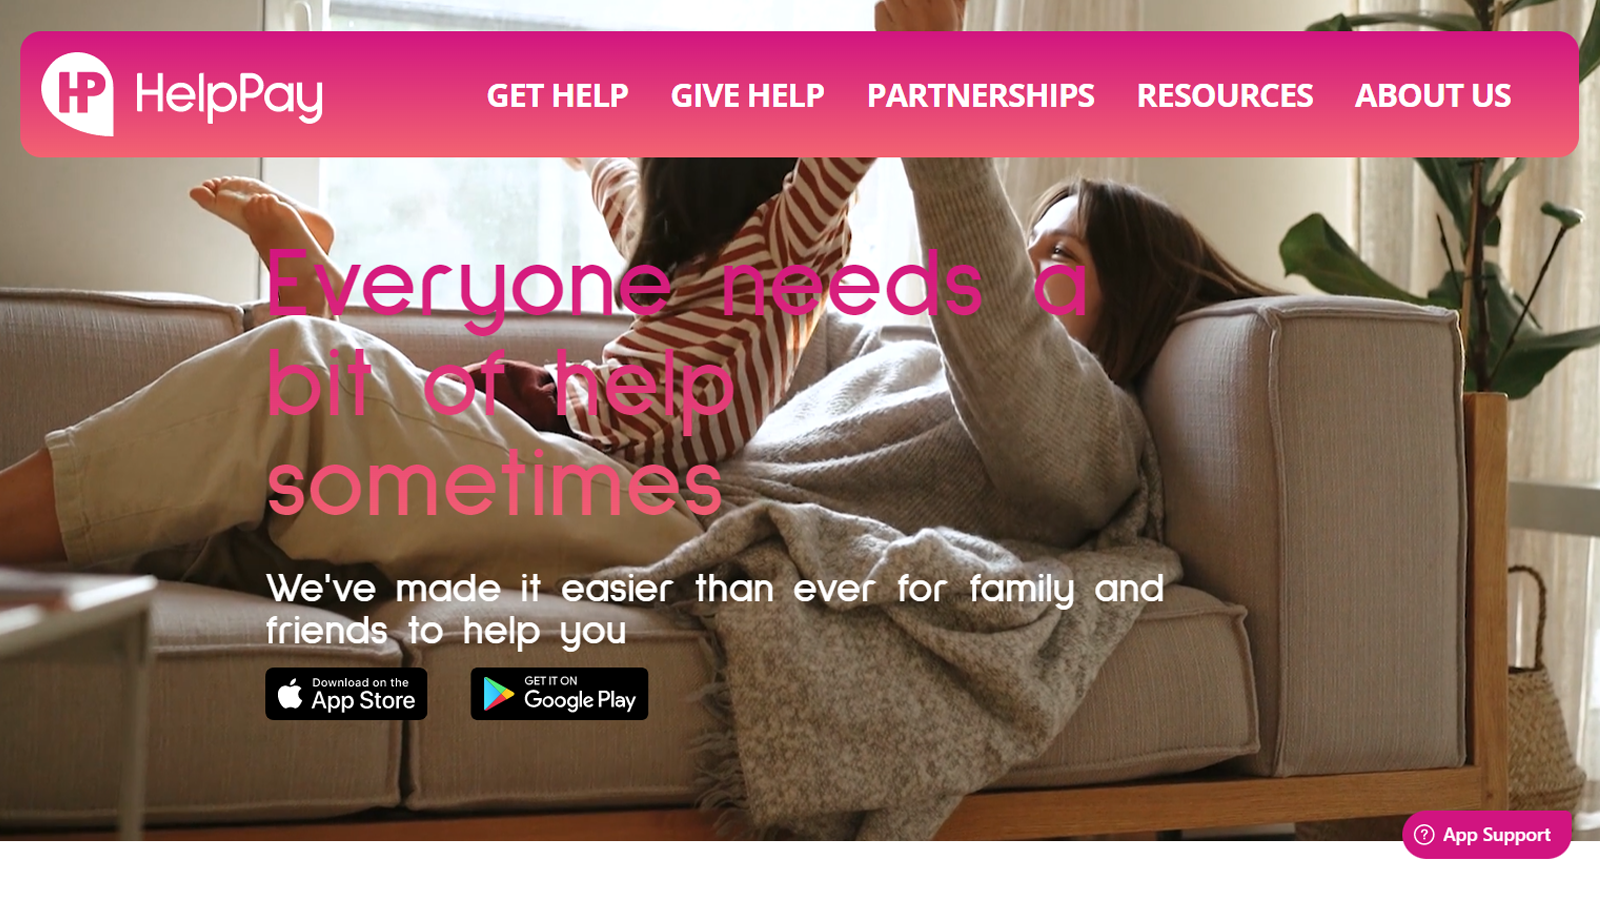 HP HelpPay
GET HELP GIVE HELP PARTNERSHIPS RESOURCES ABOUT US
Everyone needs a
bit of help
sometimes
We've made it easier than ever for family and
friends to help you
Download on the
App Store
GET IT ON
Google Play
? App Support